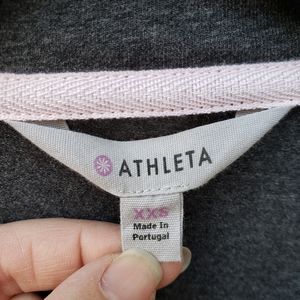 ATHLETA
XXS
Made In
Portugal